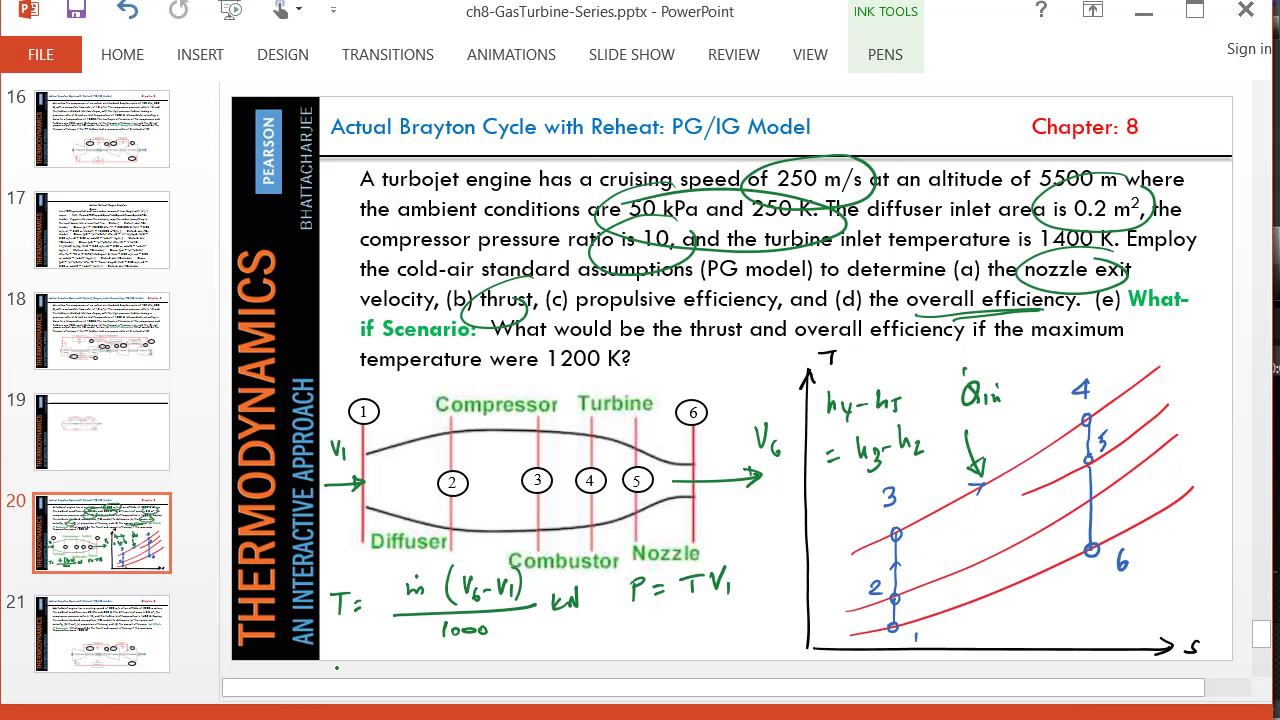 ch8-GasTurbine-Series.pptx - PowerPoint
INK TOOLS
?
Sign in
FILE HOME INSERT DESIGN TRANSITIONS ANIMATIONS SLIDE SHOW REVIEW VIEW PENS
16
17
18
19
20
21
PEARSON
BHATTACHARJEE
THERMODYNAMICS
AN INTERACTIVE APPROACH
Actual Brayton Cycle with Reheat: PG/IG Model
Chapter: 8
A turbojet engine has a cruising speed of 250 m/s at an altitude of 5500 m where
the ambient conditions are 50 kPa and 250 K. The diffuser inlet area is 0.2 m², the
compressor pressure ratio is 10, and the turbine inlet temperature is 1400 K. Employ
the cold-air standard assumptions (PG model) to determine (a) the nozzle exit
velocity, (b) thrust, (c) propulsive efficiency, and (d) the overall efficiency. (e) What-
if Scenario: What would be the thrust and overall efficiency if the maximum
temperature were 1200 K?
Compressor Turbine
1
6
V1
V6
2
3
4
5
Diffuser
Combustor
Nozzle
T = ṁ (V6 - V1) / 1000 kN
P = T V1
T
h4 - h5
= h3 - h2
Q̇in
4
5
3
2
1
6
s